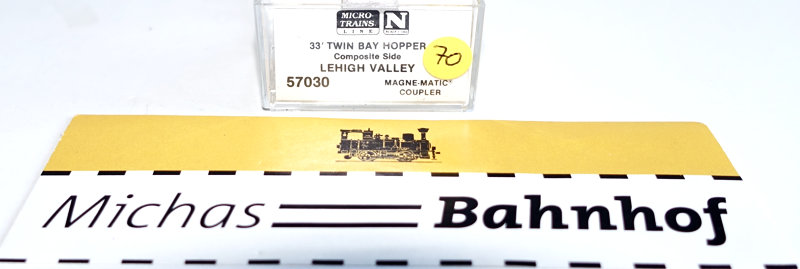 MICRO-
TRAINS
LINE
N
33' TWIN BAY HOPPER
70
Composite Side
LEHIGH VALLEY
57030
MAGNE-MATIC®
COUPLER
Michas Bahnhof